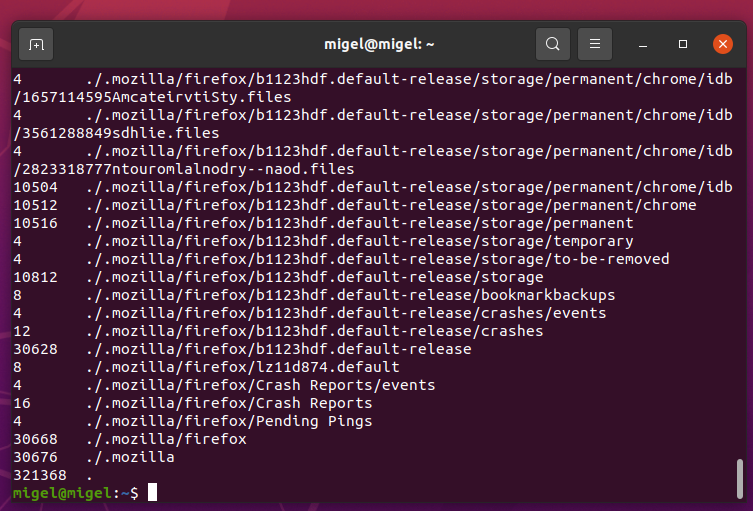 migel@migel: ~
4       ./.mozilla/firefox/b1123hdf.default-release/storage/permanent/chrome/idb
/1657114595AmcateirvtiSty.files
4       ./.mozilla/firefox/b1123hdf.default-release/storage/permanent/chrome/idb
/3561288849sdhlie.files
4       ./.mozilla/firefox/b1123hdf.default-release/storage/permanent/chrome/idb
/2823318777ntouromlalnodry--naod.files
10504   ./.mozilla/firefox/b1123hdf.default-release/storage/permanent/chrome/idb
10512   ./.mozilla/firefox/b1123hdf.default-release/storage/permanent/chrome
10516   ./.mozilla/firefox/b1123hdf.default-release/storage/permanent
4       ./.mozilla/firefox/b1123hdf.default-release/storage/temporary
4       ./.mozilla/firefox/b1123hdf.default-release/storage/to-be-removed
10812   ./.mozilla/firefox/b1123hdf.default-release/storage
8       ./.mozilla/firefox/b1123hdf.default-release/bookmarkbackups
4       ./.mozilla/firefox/b1123hdf.default-release/crashes/events
12      ./.mozilla/firefox/b1123hdf.default-release/crashes
30628   ./.mozilla/firefox/b1123hdf.default-release
8       ./.mozilla/firefox/lz11d874.default
4       ./.mozilla/firefox/Crash Reports/events
16      ./.mozilla/firefox/Crash Reports
4       ./.mozilla/firefox/Pending Pings
30668   ./.mozilla/firefox
30676   ./.mozilla
321368  .
migel@migel:~$